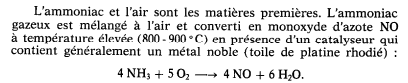 L'ammoniac et l'air sont les matières premières. L'ammoniac
gazeux est mélangé à l'air et converti en monoxyde d'azote NO
à température élevée (800 - 900 °C) en présence d'un catalyseur qui
contient généralement un métal noble (toile de platine rhodié) :
4 NH₃ + 5 O₂ ⟶ 4 NO + 6 H₂O.